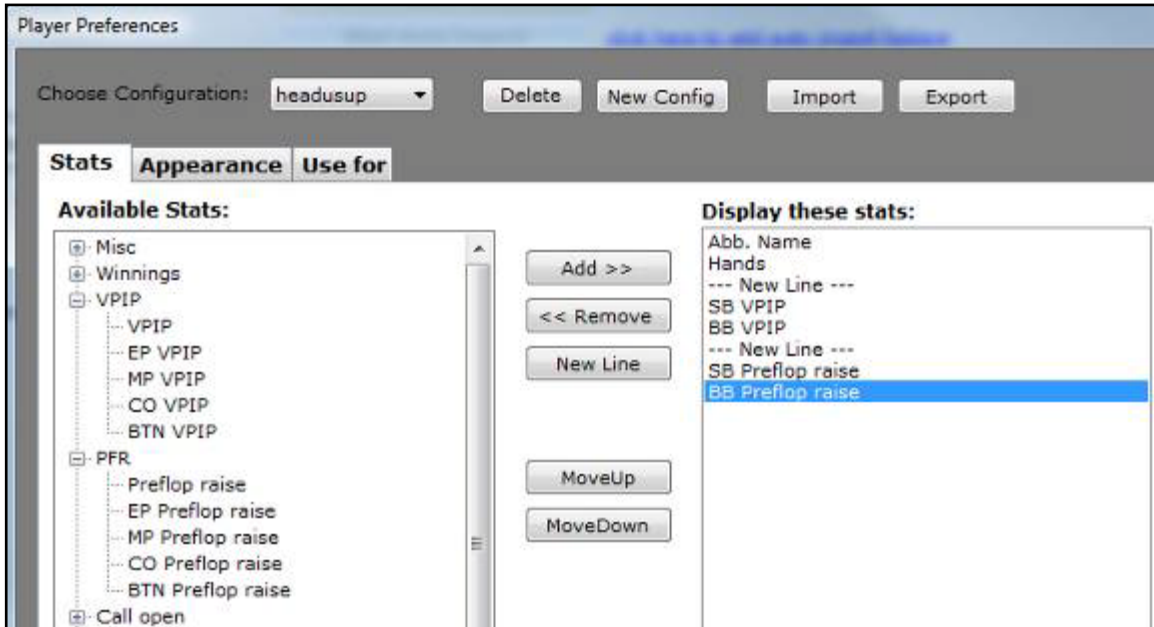 Player Preferences
Choose Configuration: headusup Delete New Config Import Export
Stats Appearance Use for
Available Stats:
Misc
Winnings
VPIP
VPIP
EP VPIP
MP VPIP
CO VPIP
BTN VPIP
PFR
Preflop raise
EP Preflop raise
MP Preflop raise
CO Preflop raise
BTN Preflop raise
Call open
Add >>
<< Remove
New Line
MoveUp
MoveDown
Display these stats:
Abb. Name
Hands
--- New Line ---
SB VPIP
BB VPIP
--- New Line ---
SB Preflop raise
BB Preflop raise